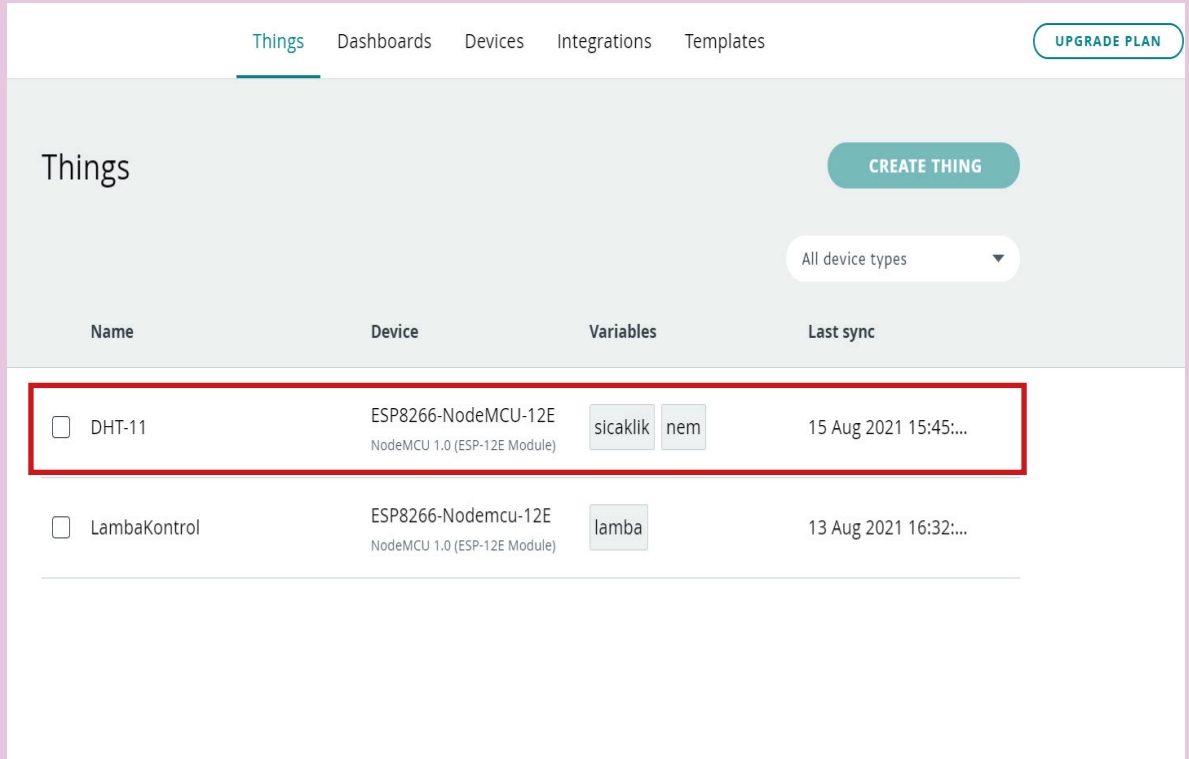 Things Dashboards Devices Integrations Templates UPGRADE PLAN
Things CREATE THING
All device types
Name Device Variables Last sync
DHT-11 ESP8266-NodeMCU-12E sicaklik nem 15 Aug 2021 15:45:...
NodeMCU 1.0 (ESP-12E Module)
LambaKontrol ESP8266-Nodemcu-12E lamba 13 Aug 2021 16:32:...
NodeMCU 1.0 (ESP-12E Module)